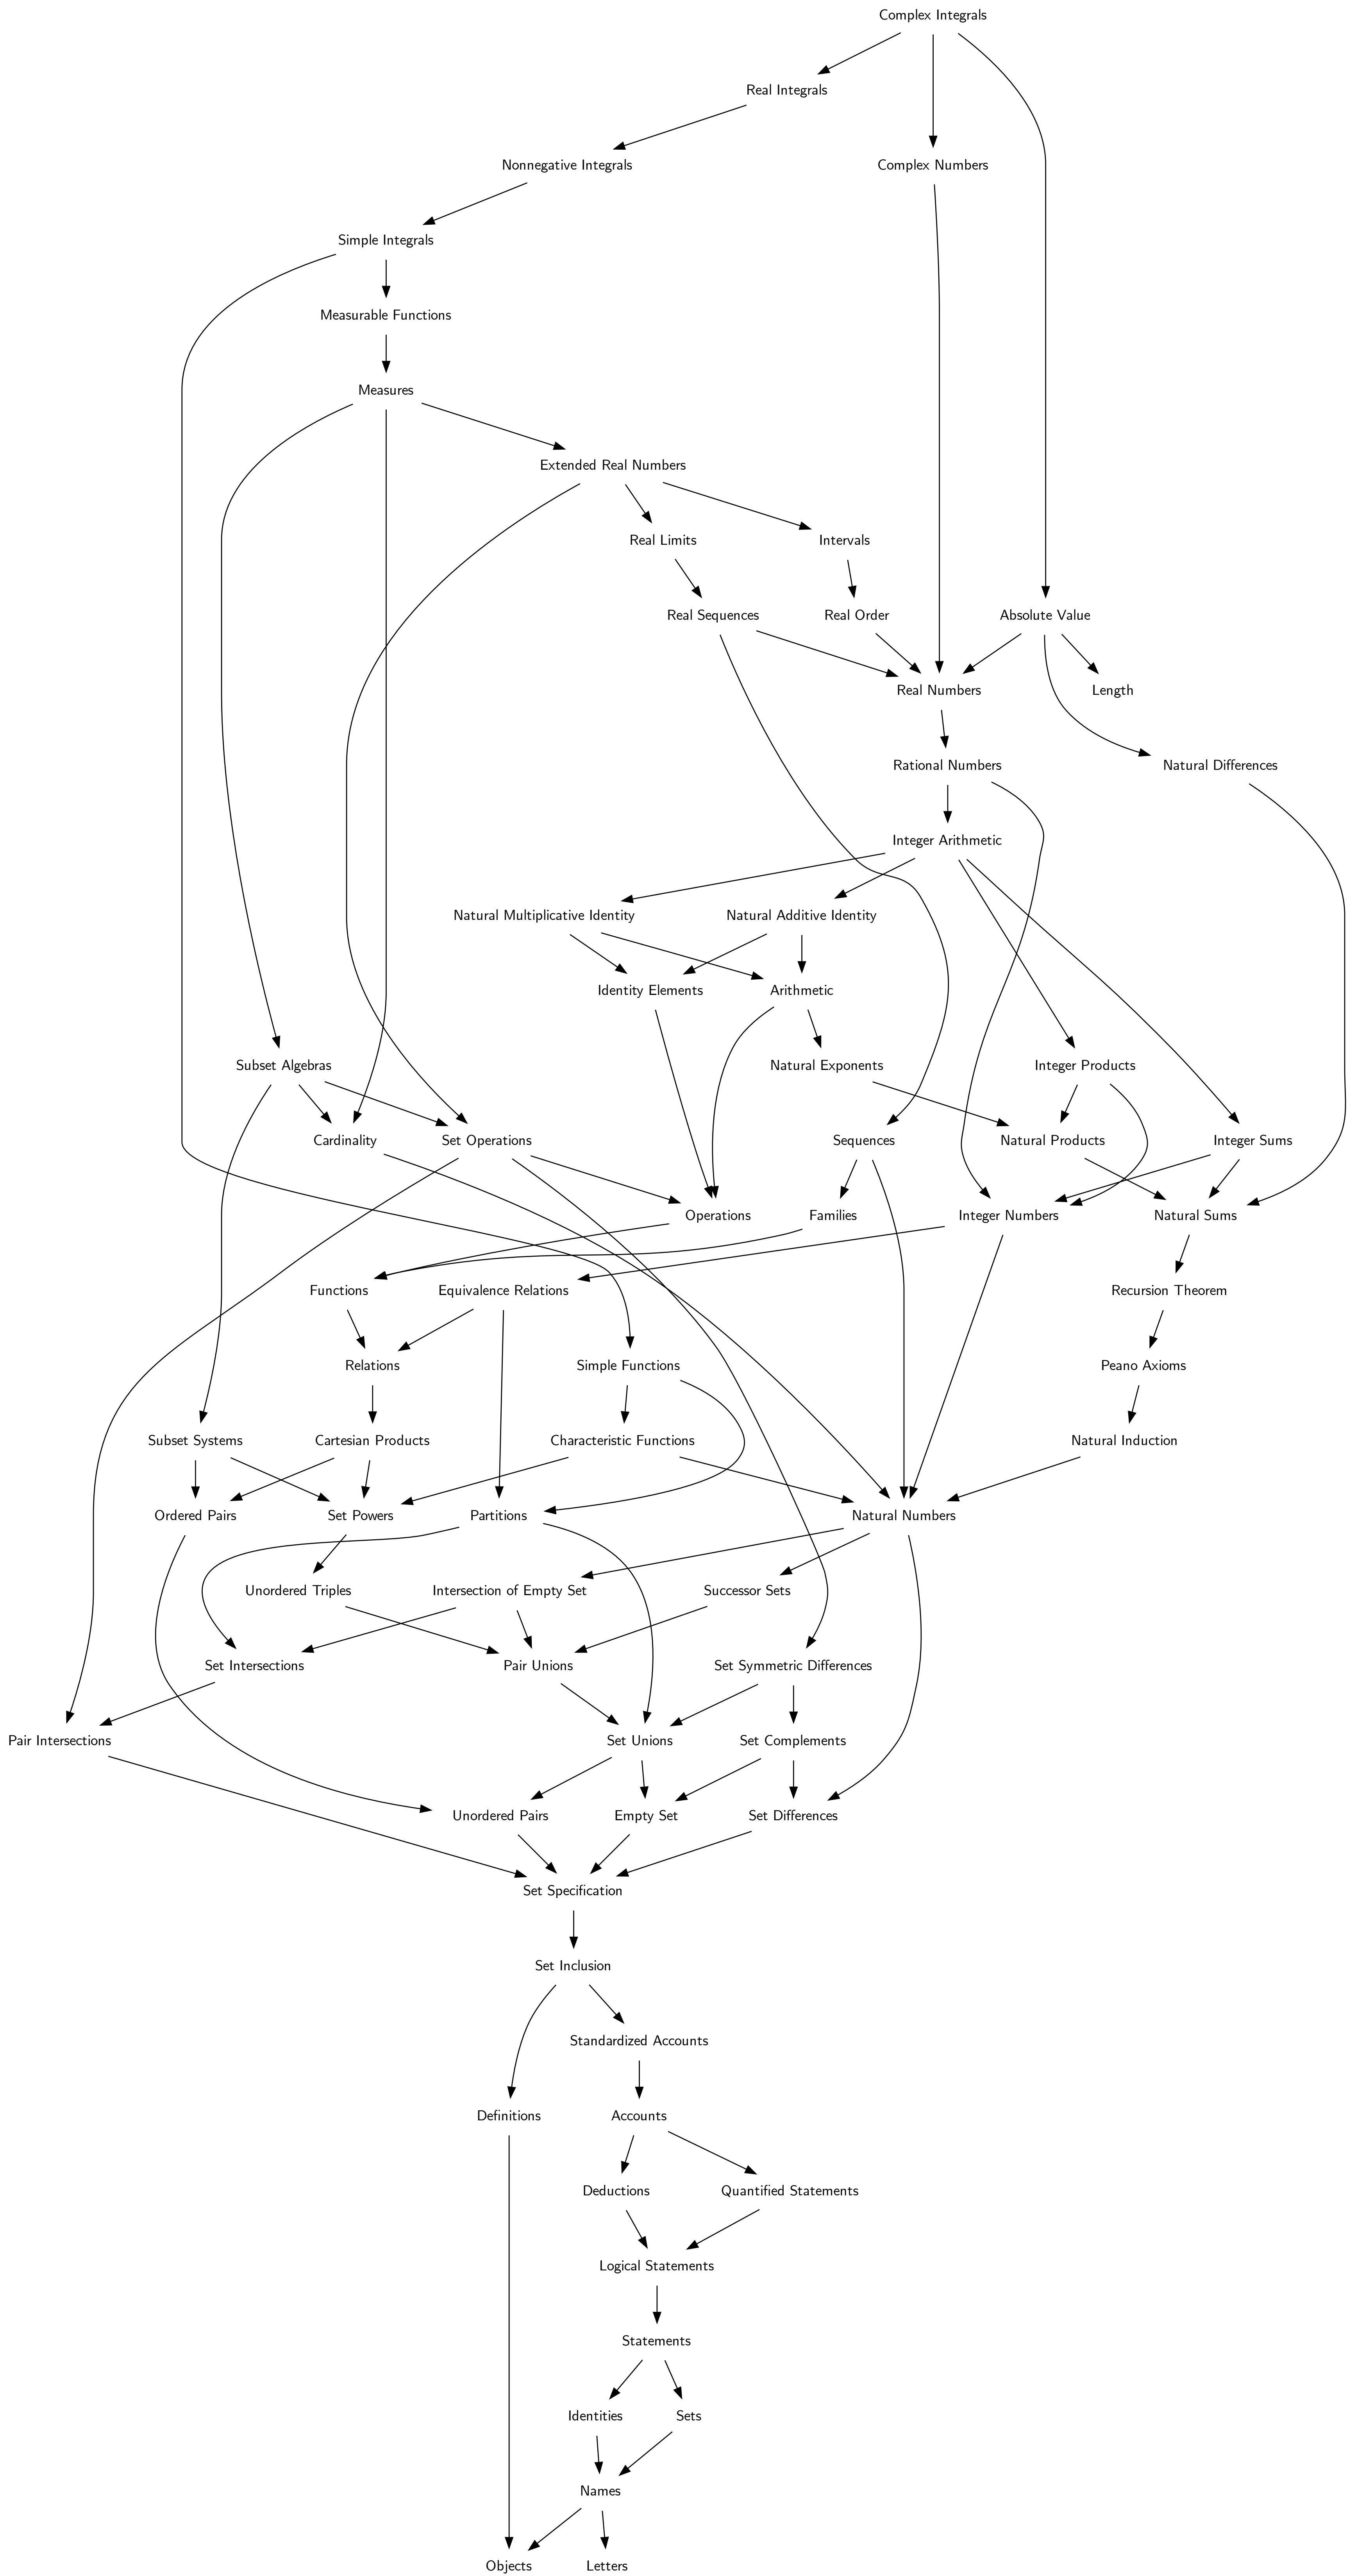 Complex Integrals
Real Integrals
Nonnegative Integrals
Complex Numbers
Simple Integrals
Measurable Functions
Measures
Extended Real Numbers
Real Limits
Intervals
Real Sequences
Real Order
Absolute Value
Real Numbers
Length
Rational Numbers
Natural Differences
Integer Arithmetic
Natural Multiplicative Identity
Natural Additive Identity
Identity Elements
Arithmetic
Subset Algebras
Natural Exponents
Integer Products
Cardinality
Set Operations
Sequences
Natural Products
Integer Sums
Operations
Families
Integer Numbers
Natural Sums
Functions
Equivalence Relations
Recursion Theorem
Relations
Simple Functions
Peano Axioms
Subset Systems
Cartesian Products
Characteristic Functions
Natural Induction
Ordered Pairs
Set Powers
Partitions
Natural Numbers
Unordered Triples
Intersection of Empty Set
Successor Sets
Set Intersections
Pair Unions
Set Symmetric Differences
Pair Intersections
Set Unions
Set Complements
Unordered Pairs
Empty Set
Set Differences
Set Specification
Set Inclusion
Standardized Accounts
Definitions
Accounts
Deductions
Quantified Statements
Logical Statements
Statements
Identities
Sets
Names
Objects
Letters